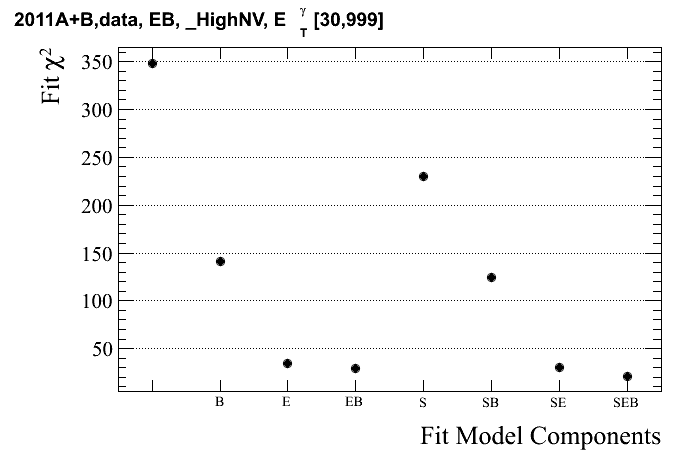 2011A+B,data, EB, _HighNV, E γ T [30,999]
Fit χ²
350
300
250
200
150
100
50
B E EB S SB SE SEB
Fit Model Components